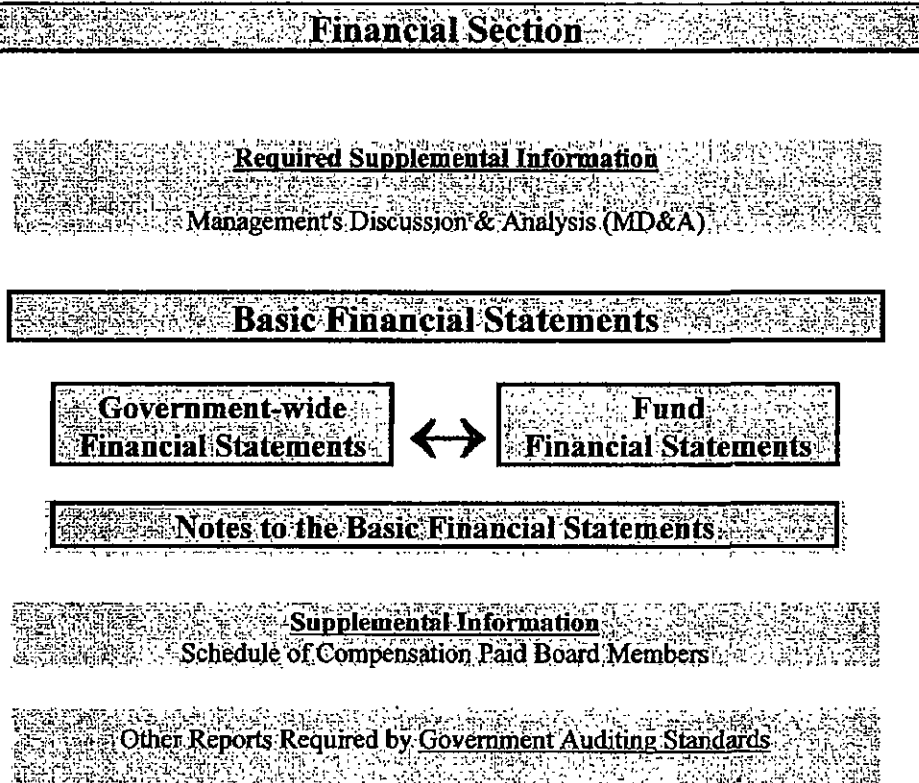 Financial Section
Required Supplemental Information
Management's Discussion & Analysis (MD&A)
Basic Financial Statements
Government-wide
Financial Statements
Fund
Financial Statements
Notes to the Basic Financial Statements
Supplemental Information
Schedule of Compensation Paid Board Members
Other Reports Required by Government Auditing Standards